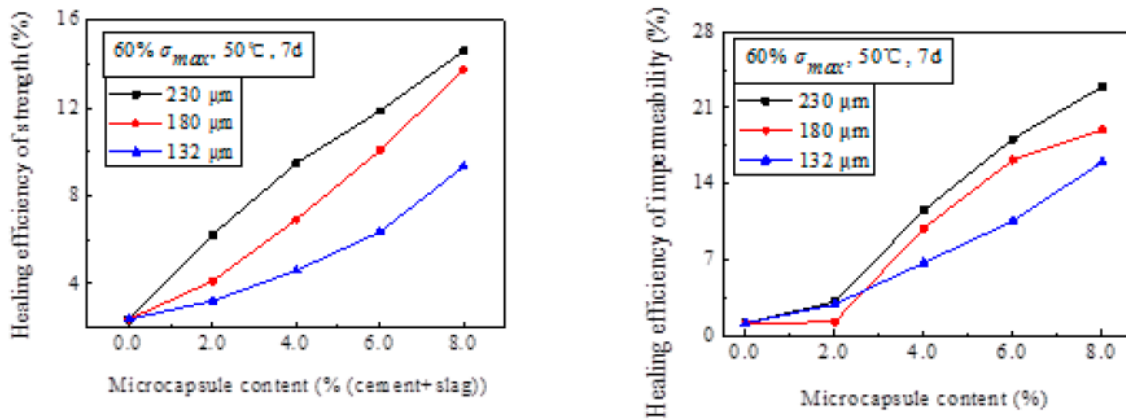 Healing efficiency of strength (%)
16
12
8
4
60% σmax, 50℃, 7d
230 μm
180 μm
132 μm
0.0 2.0 4.0 6.0 8.0
Microcapsule content (% (cement+slag))
Healing efficiency of impermeability (%)
28
21
14
7
0
60% σmax, 50℃, 7d
230 μm
180 μm
132 μm
0.0 2.0 4.0 6.0 8.0
Microcapsule content (%)